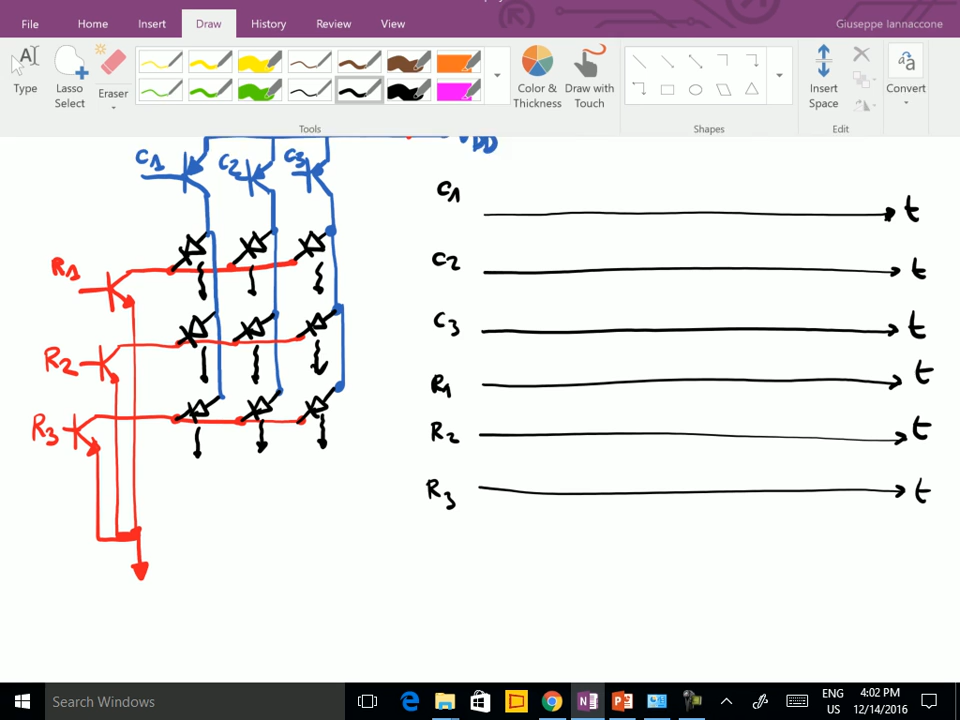 Giuseppe Iannaccone
File Home Insert Draw History Review View
Type
Lasso Select
Eraser
Color & Thickness
Draw with Touch
Insert Space
Convert
Tools
Shapes
Edit
VDD
C1 C2 C3
R1
R2
R3
C1 t
C2 t
C3 t
R1 t
R2 t
R3 t
Search Windows
ENG US
4:02 PM
12/14/2016